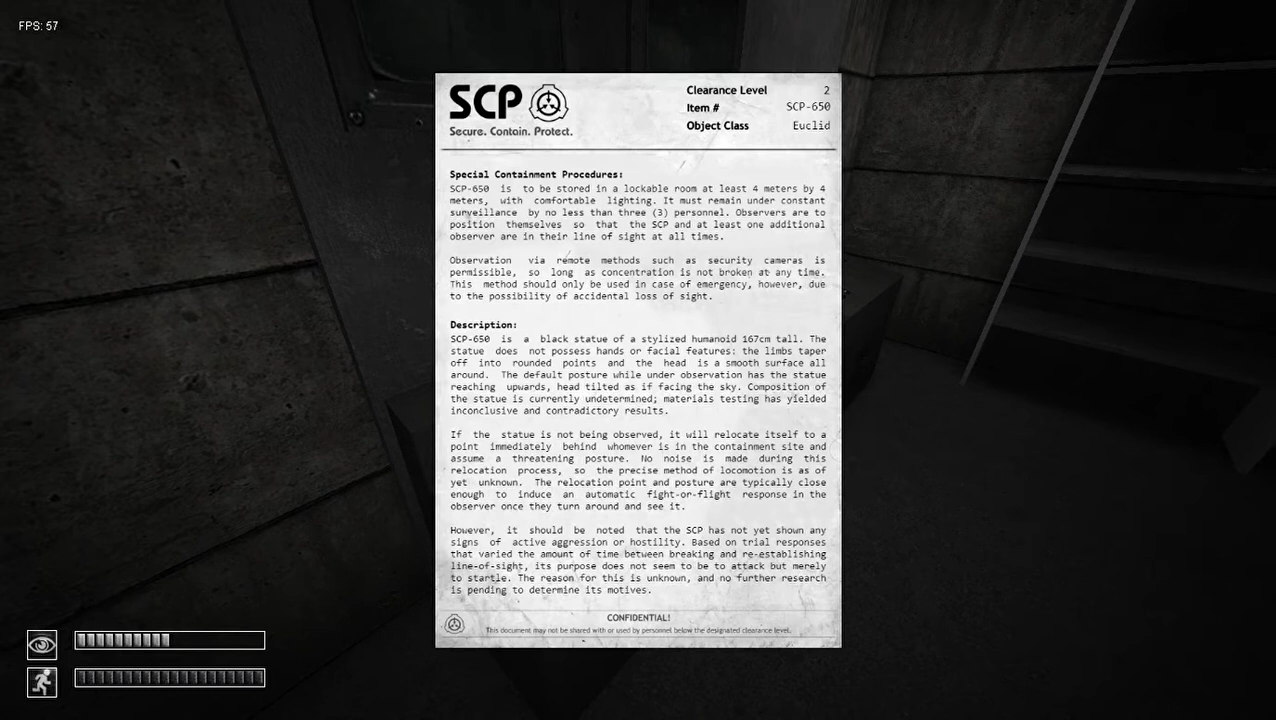 FPS: 57
SCP
Secure. Contain. Protect.
Clearance Level 2
Item # SCP-650
Object Class Euclid
Special Containment Procedures:
SCP-650 is to be stored in a lockable room at least 4 meters by 4
meters, with comfortable lighting. It must remain under constant
surveillance by no less than three (3) personnel. Observers are to
position themselves so that the SCP and at least one additional
observer are in their line of sight at all times.
Observation via remote methods such as security cameras is
permissible, so long as concentration is not broken at any time.
This method should only be used in case of emergency, however, due
to the possibility of accidental loss of sight.
Description:
SCP-650 is a black statue of a stylized humanoid 167cm tall. The
statue does not possess hands or facial features: the limbs taper
off into rounded points and the head is a smooth surface all
around. The default posture while under observation has the statue
reaching upwards, head tilted as if facing the sky. Composition of
the statue is currently undetermined; materials testing has yielded
inconclusive and contradictory results.
If the statue is not being observed, it will relocate itself to a
point immediately behind whomever is in the containment site and
assume a threatening posture. No noise is made during this
relocation process, so the precise method of locomotion is as of
yet unknown. The relocation point and posture are typically close
enough to induce an automatic fight-or-flight response in the
observer once they turn around and see it.
However, it should be noted that the SCP has not yet shown any
signs of active aggression or hostility. Based on trial responses
that varied the amount of time between breaking and re-establishing
line-of-sight, its purpose does not seem to be to attack but merely
to startle. The reason for this is unknown, and no further research
is pending to determine its motives.
CONFIDENTIAL!
This document may not be shared with or used by personnel below the designated clearance level.